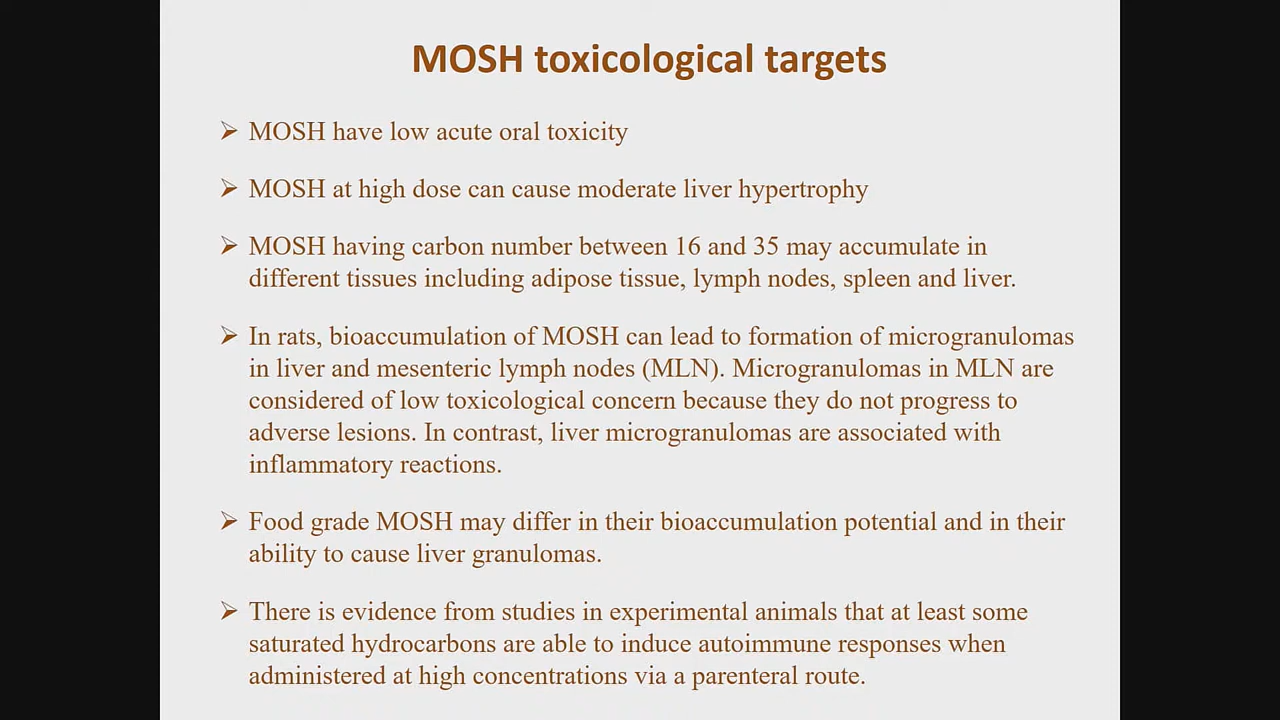 MOSH toxicological targets
➢ MOSH have low acute oral toxicity
➢ MOSH at high dose can cause moderate liver hypertrophy
➢ MOSH having carbon number between 16 and 35 may accumulate in
different tissues including adipose tissue, lymph nodes, spleen and liver.
➢ In rats, bioaccumulation of MOSH can lead to formation of microgranulomas
in liver and mesenteric lymph nodes (MLN). Microgranulomas in MLN are
considered of low toxicological concern because they do not progress to
adverse lesions. In contrast, liver microgranulomas are associated with
inflammatory reactions.
➢ Food grade MOSH may differ in their bioaccumulation potential and in their
ability to cause liver granulomas.
➢ There is evidence from studies in experimental animals that at least some
saturated hydrocarbons are able to induce autoimmune responses when
administered at high concentrations via a parenteral route.